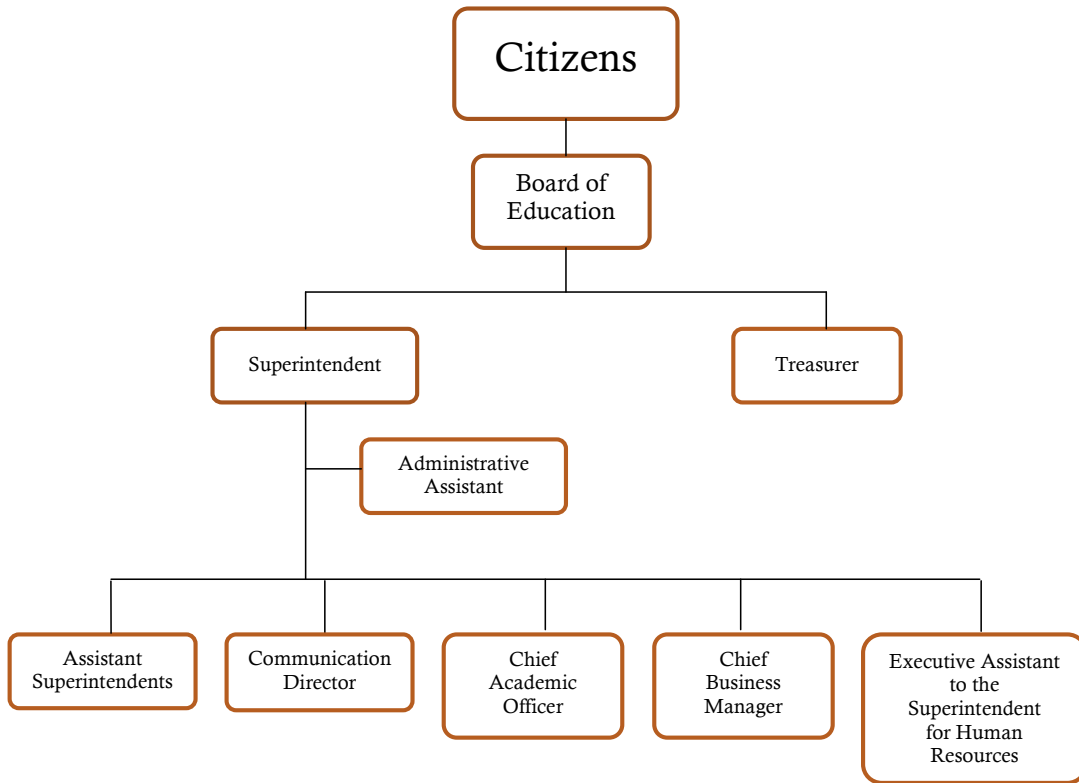 Citizens
Board of
Education
Superintendent
Treasurer
Administrative
Assistant
Assistant
Superintendents
Communication
Director
Chief
Academic
Officer
Chief
Business
Manager
Executive Assistant
to the
Superintendent
for Human
Resources